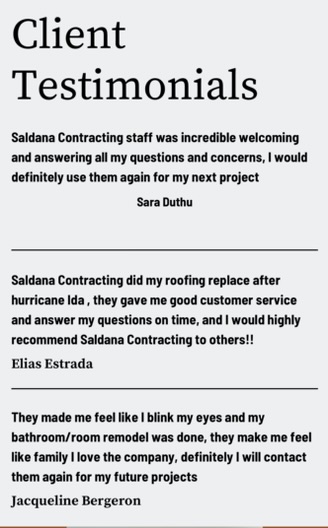 Client
Testimonials
Saldana Contracting staff was incredible welcoming
and answering all my questions and concerns, I would
definitely use them again for my next project
Sara Duthu
Saldana Contracting did my roofing replace after
hurricane Ida , they gave me good customer service
and answer my questions on time, and I would highly
recommend Saldana Contracting to others!!
Elias Estrada
They made me feel like I blink my eyes and my
bathroom/room remodel was done, they make me feel
like family I love the company, definitely I will contact
them again for my future projects
Jacqueline Bergeron